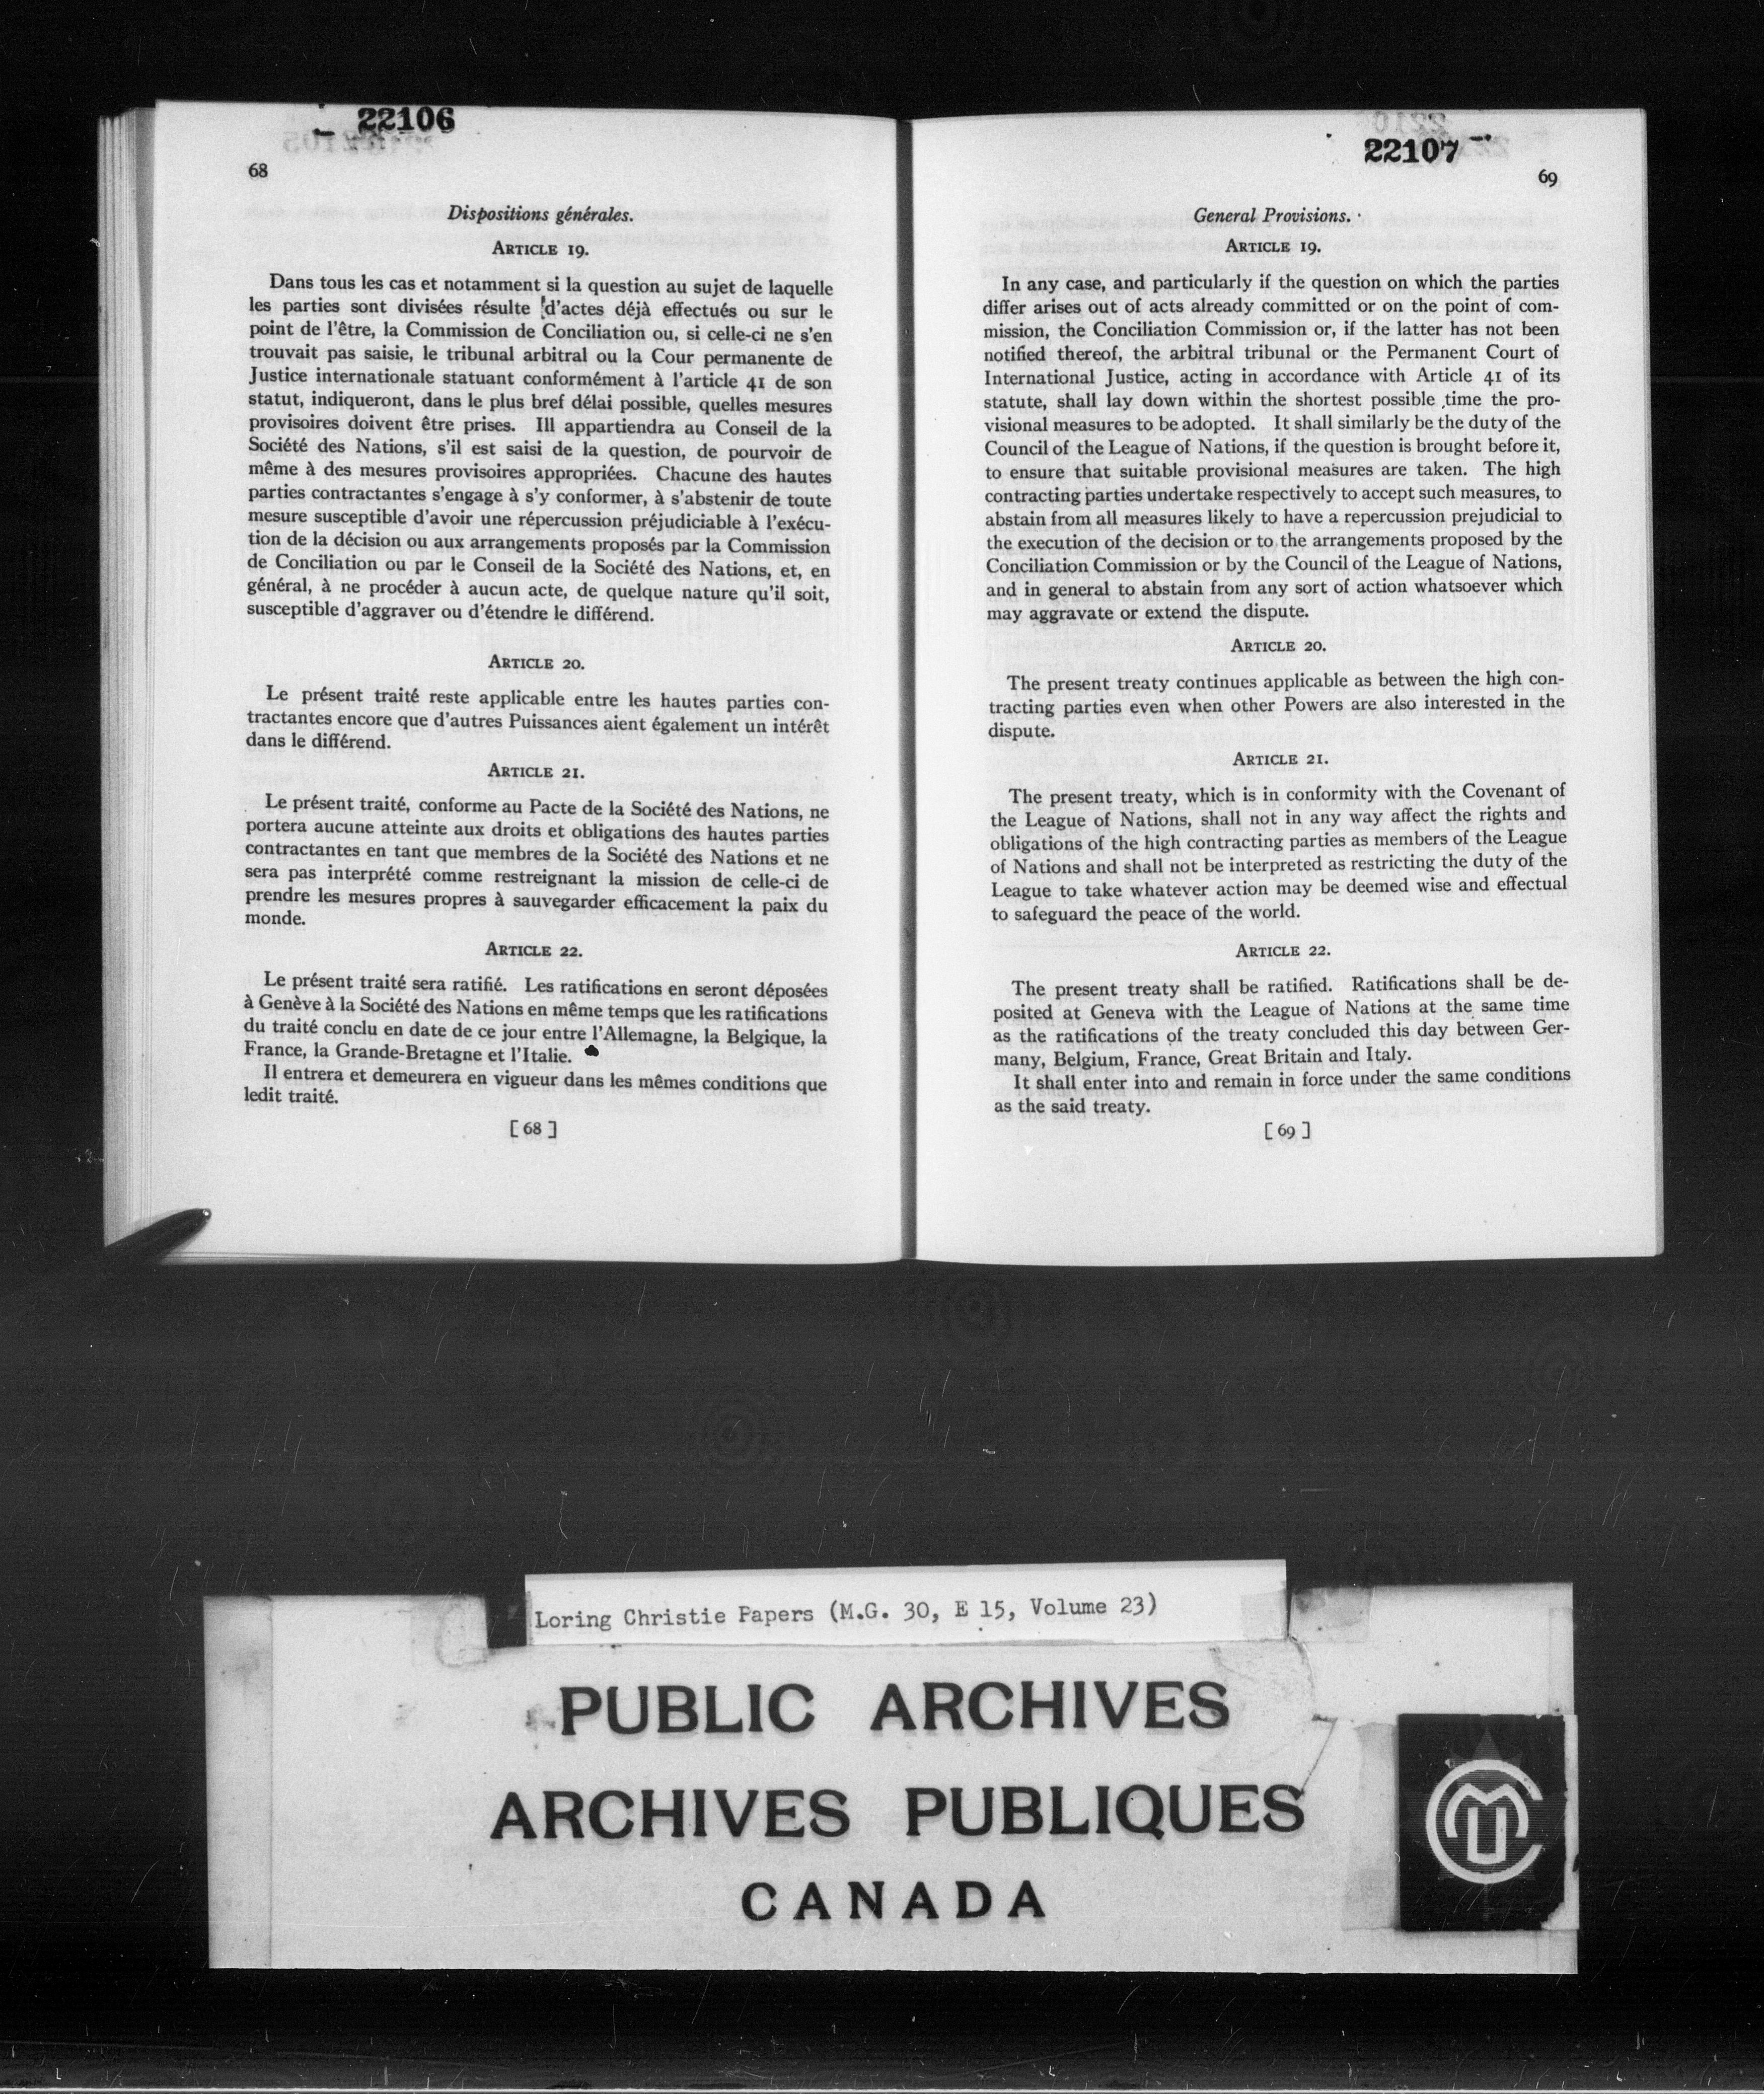 22106
68
Dispositions générales.
ARTICLE 19.
Dans tous les cas et notamment si la question au sujet de laquelle
les parties sont divisées résulte d'actes déjà effectués ou sur le
point de l'être, la Commission de Conciliation ou, si celle-ci ne s'en
trouvait pas saisie, le tribunal arbitral ou la Cour permanente de
Justice internationale statuant conformément à l'article 41 de son
statut, indiqueront, dans le plus bref délai possible, quelles mesures
provisoires doivent être prises. Ill appartiendra au Conseil de la
Société des Nations, s'il est saisi de la question, de pourvoir de
même à des mesures provisoires appropriées. Chacune des hautes
parties contractantes s'engage à s'y conformer, à s'abstenir de toute
mesure susceptible d'avoir une répercussion préjudiciable à l'exécu-
tion de la décision ou aux arrangements proposés par la Commission
de Conciliation ou par le Conseil de la Société des Nations, et, en
général, à ne procéder à aucun acte, de quelque nature qu'il soit,
susceptible d'aggraver ou d'étendre le différend.
ARTICLE 20.
Le présent traité reste applicable entre les hautes parties con-
tractantes encore que d'autres Puissances aient également un intérêt
dans le différend.
ARTICLE 21.
Le présent traité, conforme au Pacte de la Société des Nations, ne
portera aucune atteinte aux droits et obligations des hautes parties
contractantes en tant que membres de la Société des Nations et ne
sera pas interprété comme restreignant la mission de celle-ci de
prendre les mesures propres à sauvegarder efficacement la paix du
monde.
ARTICLE 22.
Le présent traité sera ratifié. Les ratifications en seront déposées
à Genève à la Société des Nations en même temps que les ratifications
du traité conclu en date de ce jour entre l'Allemagne, la Belgique, la
France, la Grande-Bretagne et l'Italie.
Il entrera et demeurera en vigueur dans les mêmes conditions que
ledit traité.
[ 68 ]
22107
69
General Provisions.
ARTICLE 19.
In any case, and particularly if the question on which the parties
differ arises out of acts already committed or on the point of com-
mission, the Conciliation Commission or, if the latter has not been
notified thereof, the arbitral tribunal or the Permanent Court of
International Justice, acting in accordance with Article 41 of its
statute, shall lay down within the shortest possible time the pro-
visional measures to be adopted. It shall similarly be the duty of the
Council of the League of Nations, if the question is brought before it,
to ensure that suitable provisional measures are taken. The high
contracting parties undertake respectively to accept such measures, to
abstain from all measures likely to have a repercussion prejudicial to
the execution of the decision or to the arrangements proposed by the
Conciliation Commission or by the Council of the League of Nations,
and in general to abstain from any sort of action whatsoever which
may aggravate or extend the dispute.
ARTICLE 20.
The present treaty continues applicable as between the high con-
tracting parties even when other Powers are also interested in the
dispute.
ARTICLE 21.
The present treaty, which is in conformity with the Covenant of
the League of Nations, shall not in any way affect the rights and
obligations of the high contracting parties as members of the League
of Nations and shall not be interpreted as restricting the duty of the
League to take whatever action may be deemed wise and effectual
to safeguard the peace of the world.
ARTICLE 22.
The present treaty shall be ratified. Ratifications shall be de-
posited at Geneva with the League of Nations at the same time
as the ratifications of the treaty concluded this day between Ger-
many, Belgium, France, Great Britain and Italy.
It shall enter into and remain in force under the same conditions
as the said treaty.
[ 69 ]
Loring Christie Papers (M.G. 30, E 15, Volume 23)
PUBLIC ARCHIVES
ARCHIVES PUBLIQUES
CANADA